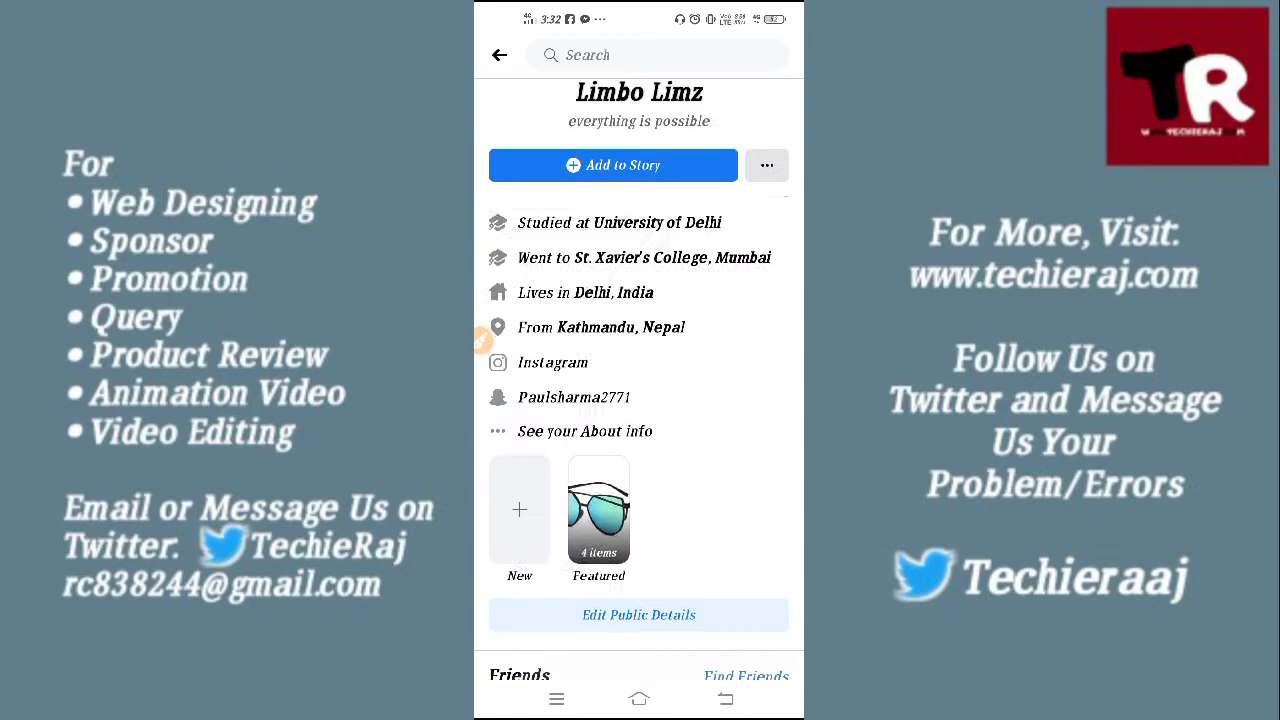 For
• Web Designing
• Sponsor
• Promotion
• Query
• Product Review
• Animation Video
• Video Editing
Email or Message Us on
Twitter. TechieRaj
rc838244@gmail.com
4G 3:32 ...
Search
Limbo Limz
everything is possible
Add to Story
Studied at University of Delhi
Went to St. Xavier's College, Mumbai
Lives in Delhi, India
From Kathmandu, Nepal
Instagram
Paulsharma2771
See your About info
4 items
New
Featured
Edit Public Details
Friends
Find Friends
TR
For More, Visit:
www.techieraj.com
Follow Us on
Twitter and Message
Us Your
Problem/Errors
Techieraaj